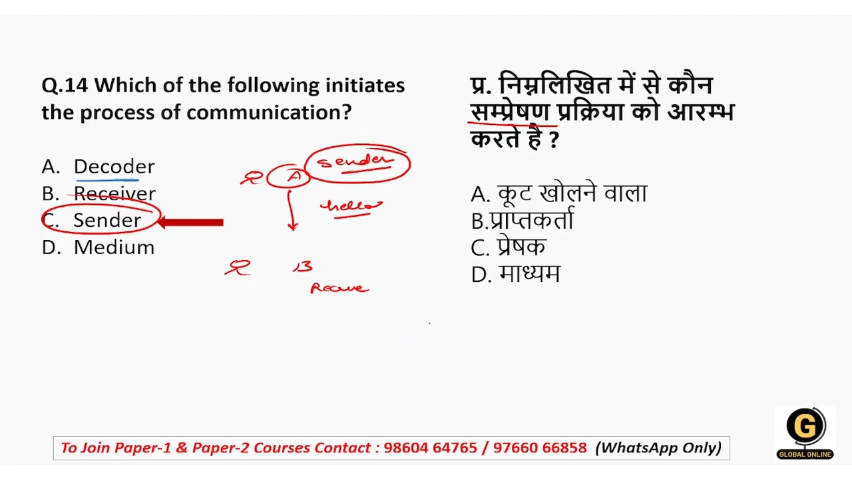 Q.14 Which of the following initiates
the process of communication?
A. Decoder
B. Receiver
C. Sender
D. Medium
A
Sender
hello
B
प्र. निम्नलिखित में से कौन
सम्प्रेषण प्रक्रिया को आरम्भ
करते है ?
A. कूट खोलने वाला
B.प्राप्तकर्ता
C. प्रेषक
D. माध्यम
To Join Paper-1 & Paper-2 Courses Contact : 98604 64765 / 97660 66858 (WhatsApp Only)
G
GLOBAL ONLINE